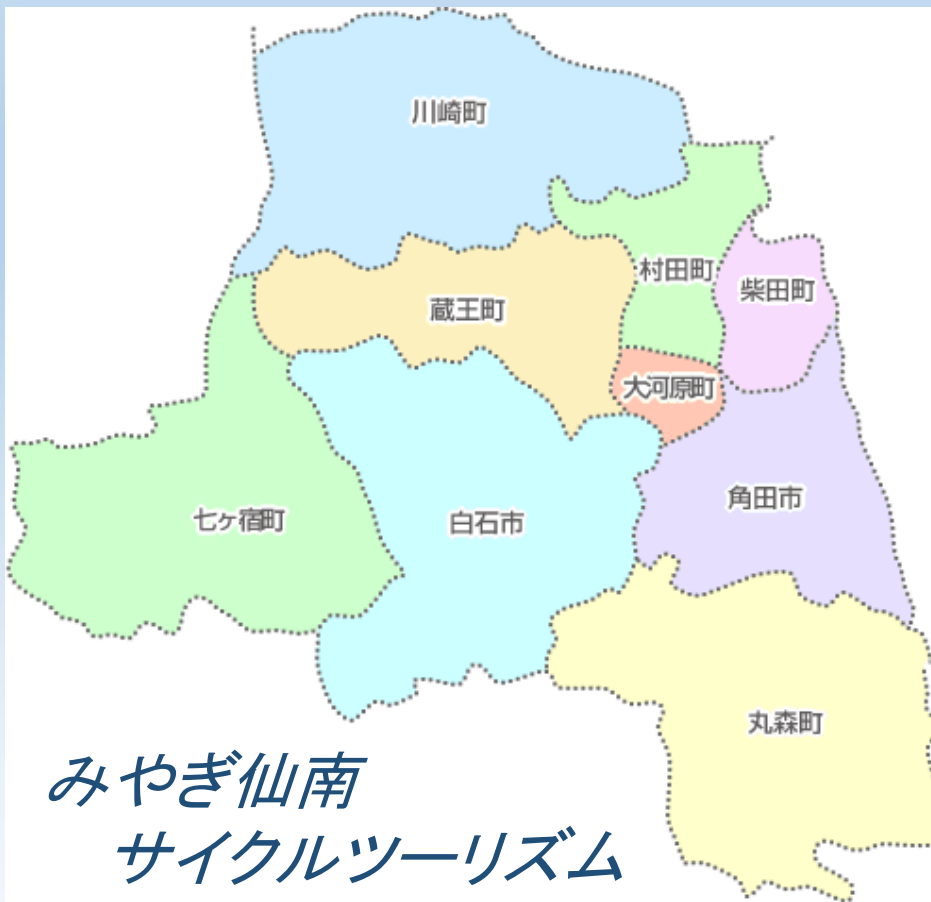 川崎町
村田町
柴田町
蔵王町
大河原町
角田市
七ヶ宿町
白石市
丸森町
みやぎ仙南
サイクルツーリズム